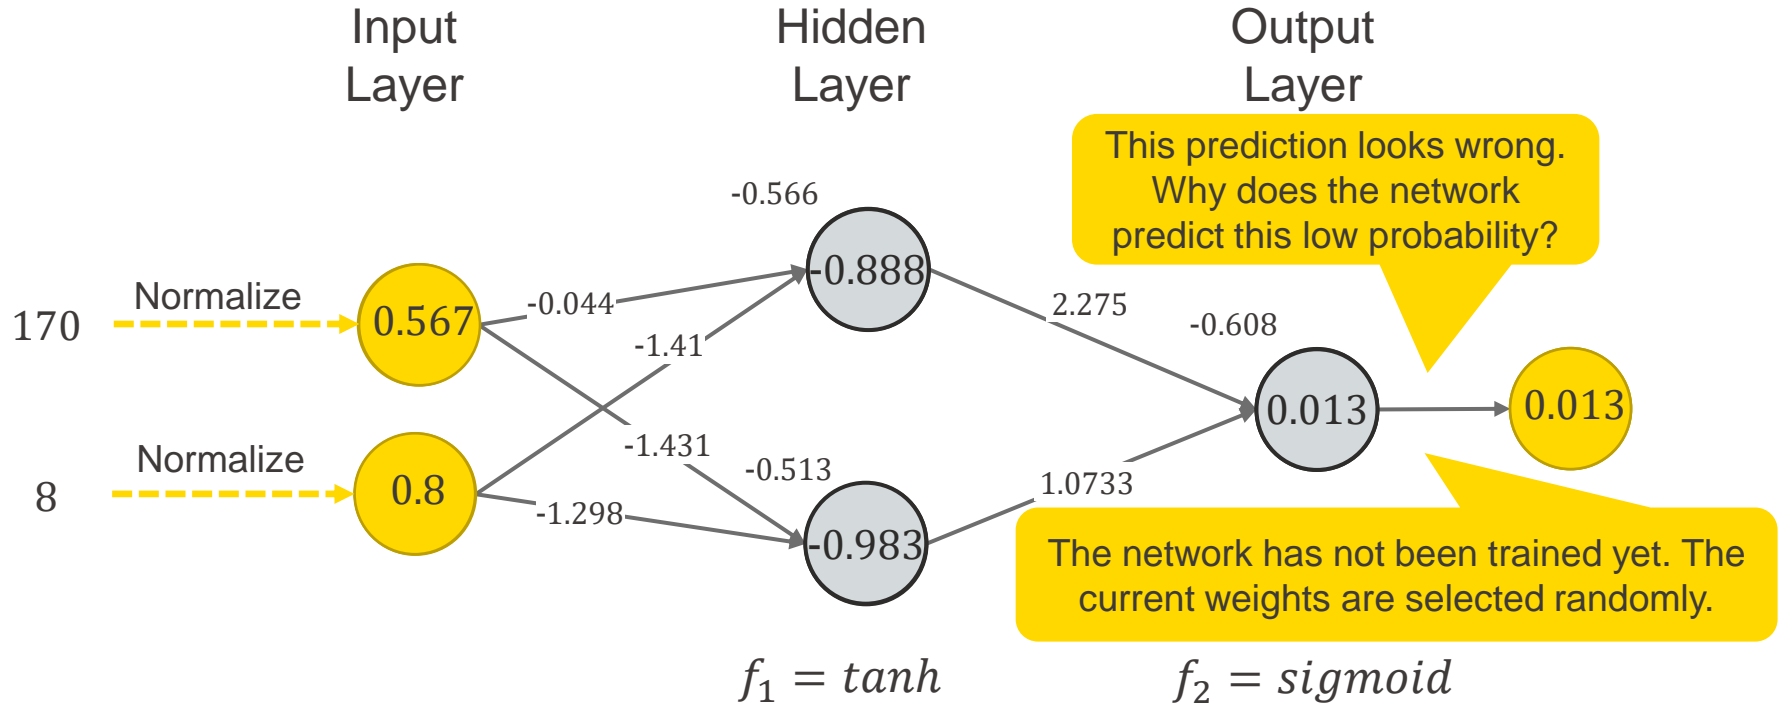 Input
Layer
Hidden
Layer
Output
Layer
This prediction looks wrong.
Why does the network
predict this low probability?
-0.566
170
Normalize
0.567
-0.044
-0.888
2.275
-0.608
-1.41
0.013
0.013
8
Normalize
0.8
-1.431
-0.513
-1.298
-0.983
1.0733
The network has not been trained yet. The
current weights are selected randomly.
f₁ = tanh
f₂ = sigmoid